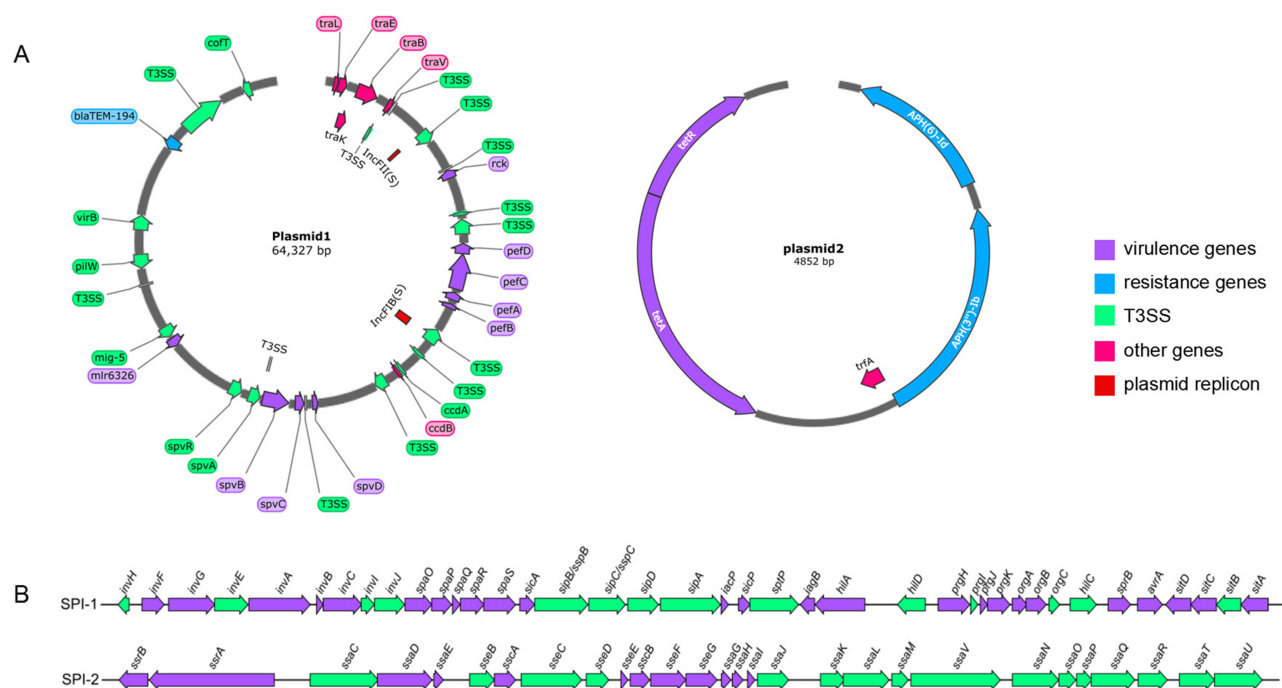 A
traL
traE
traB
traV
T3SS
T3SS
T3SS
rck
T3SS
T3SS
pefD
pefC
pefA
pefB
T3SS
T3SS
ccdA
ccdB
T3SS
spvD
T3SS
spvC
spvB
spvA
spvR
mlr6326
mig-5
T3SS
pilW
virB
blaTEM-194
T3SS
cofT
traK
T3SS
IncFII(S)
IncFIB(S)
T3SS
Plasmid1
64,327 bp
tetR
tetA
APH(6)-Id
APH(3")-Ib
trfA
plasmid2
4852 bp
virulence genes
resistance genes
T3SS
other genes
plasmid replicon
B
SPI-1
invH invF invG invE invA invB invC invI invJ spaO spaP spaQ spaR spaS sicA sipB/sspB sipC/sspC sipD sipA iacP sicP sptP iagB hilA hilD prgH prgI prgJ prgK orgA orgB orgC hilC sprB avrA sitD sitC sitB sitA
SPI-2
ssrB ssrA ssaC ssaD ssaE sseB sscA sseC sseD sseE sscB sseF sseG ssaG ssaH ssaI ssaJ ssaK ssaL ssaM ssaV ssaN ssaO ssaP ssaQ ssaR ssaT ssaU